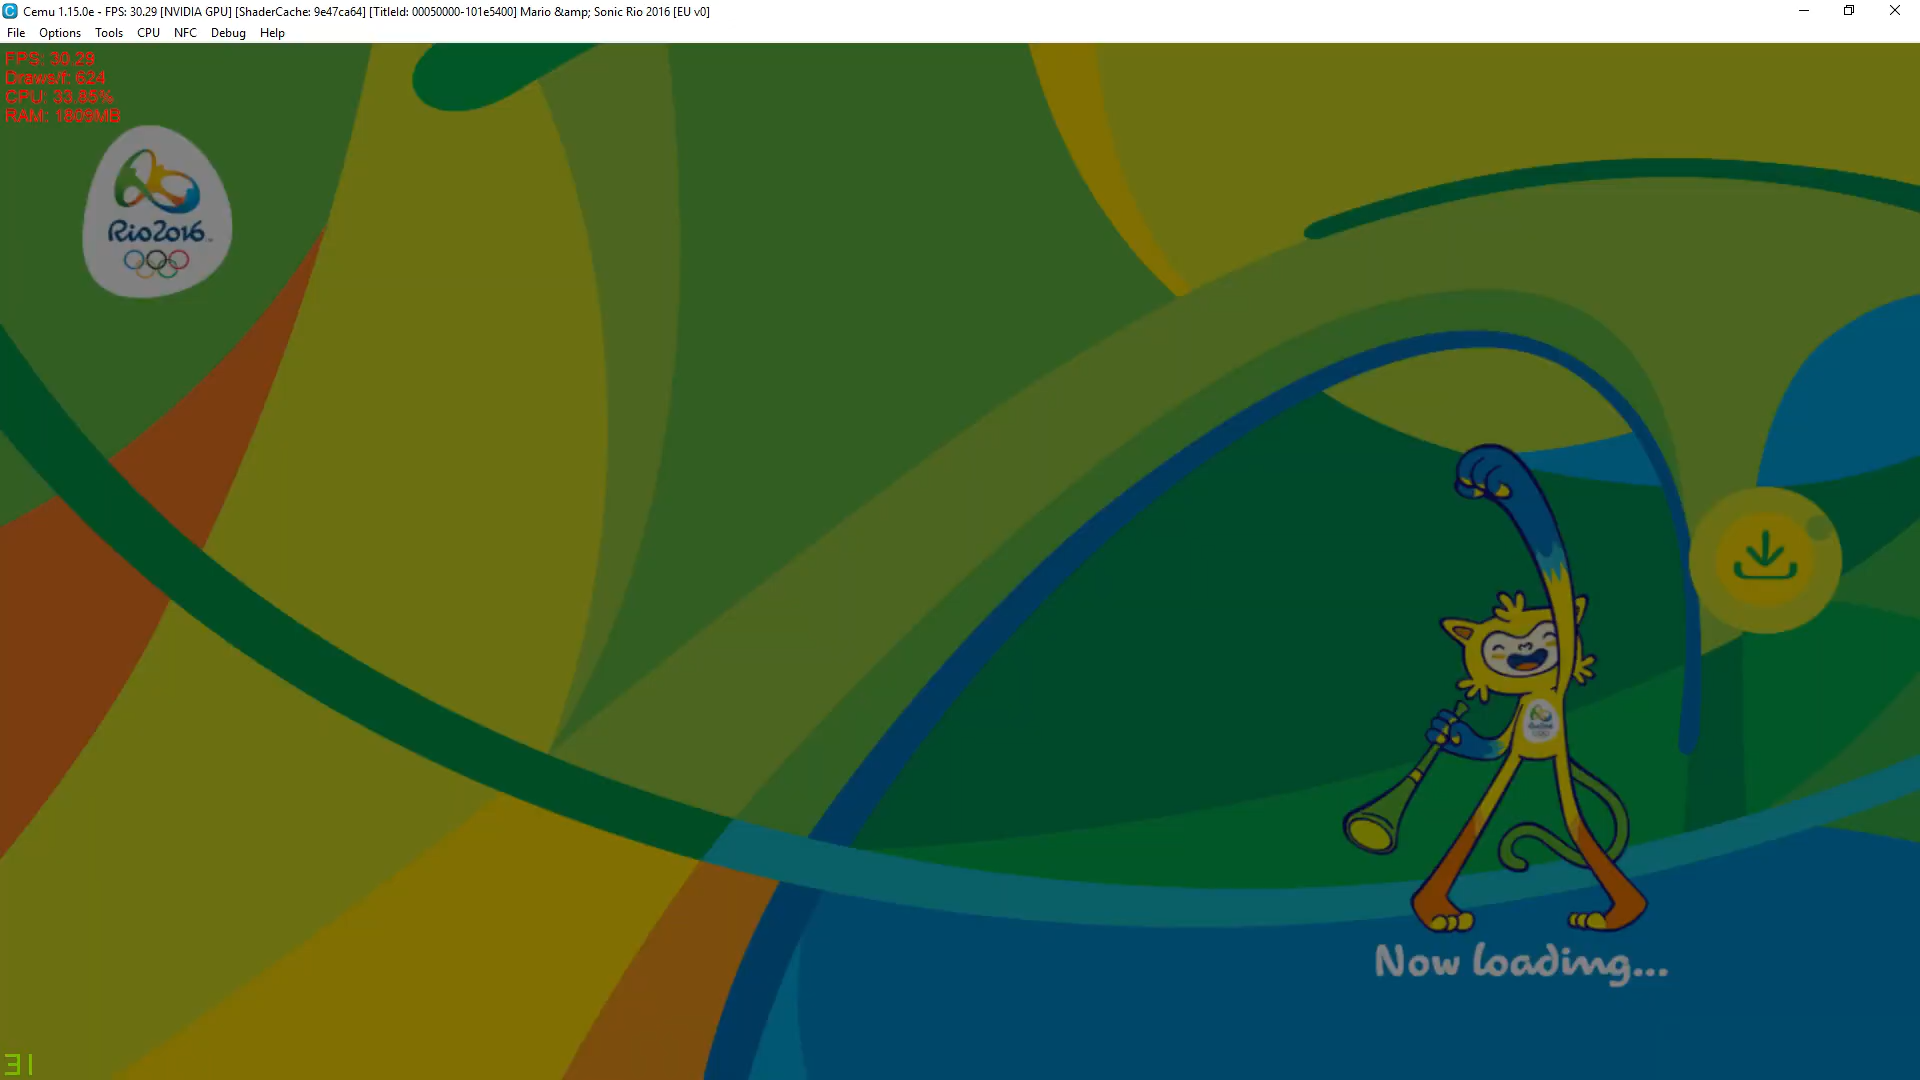 Cemu 1.15.0e - FPS: 30.29 [NVIDIA GPU] [ShaderCache: 9e47ca64] [TitleId: 00050000-101e5400] Mario &amp; Sonic Rio 2016 [EU v0]
File Options Tools CPU NFC Debug Help
FPS: 30.29
Draws/f: 624
CPU: 33.85%
RAM: 1809MB
Rio2016™
Now loading...
31